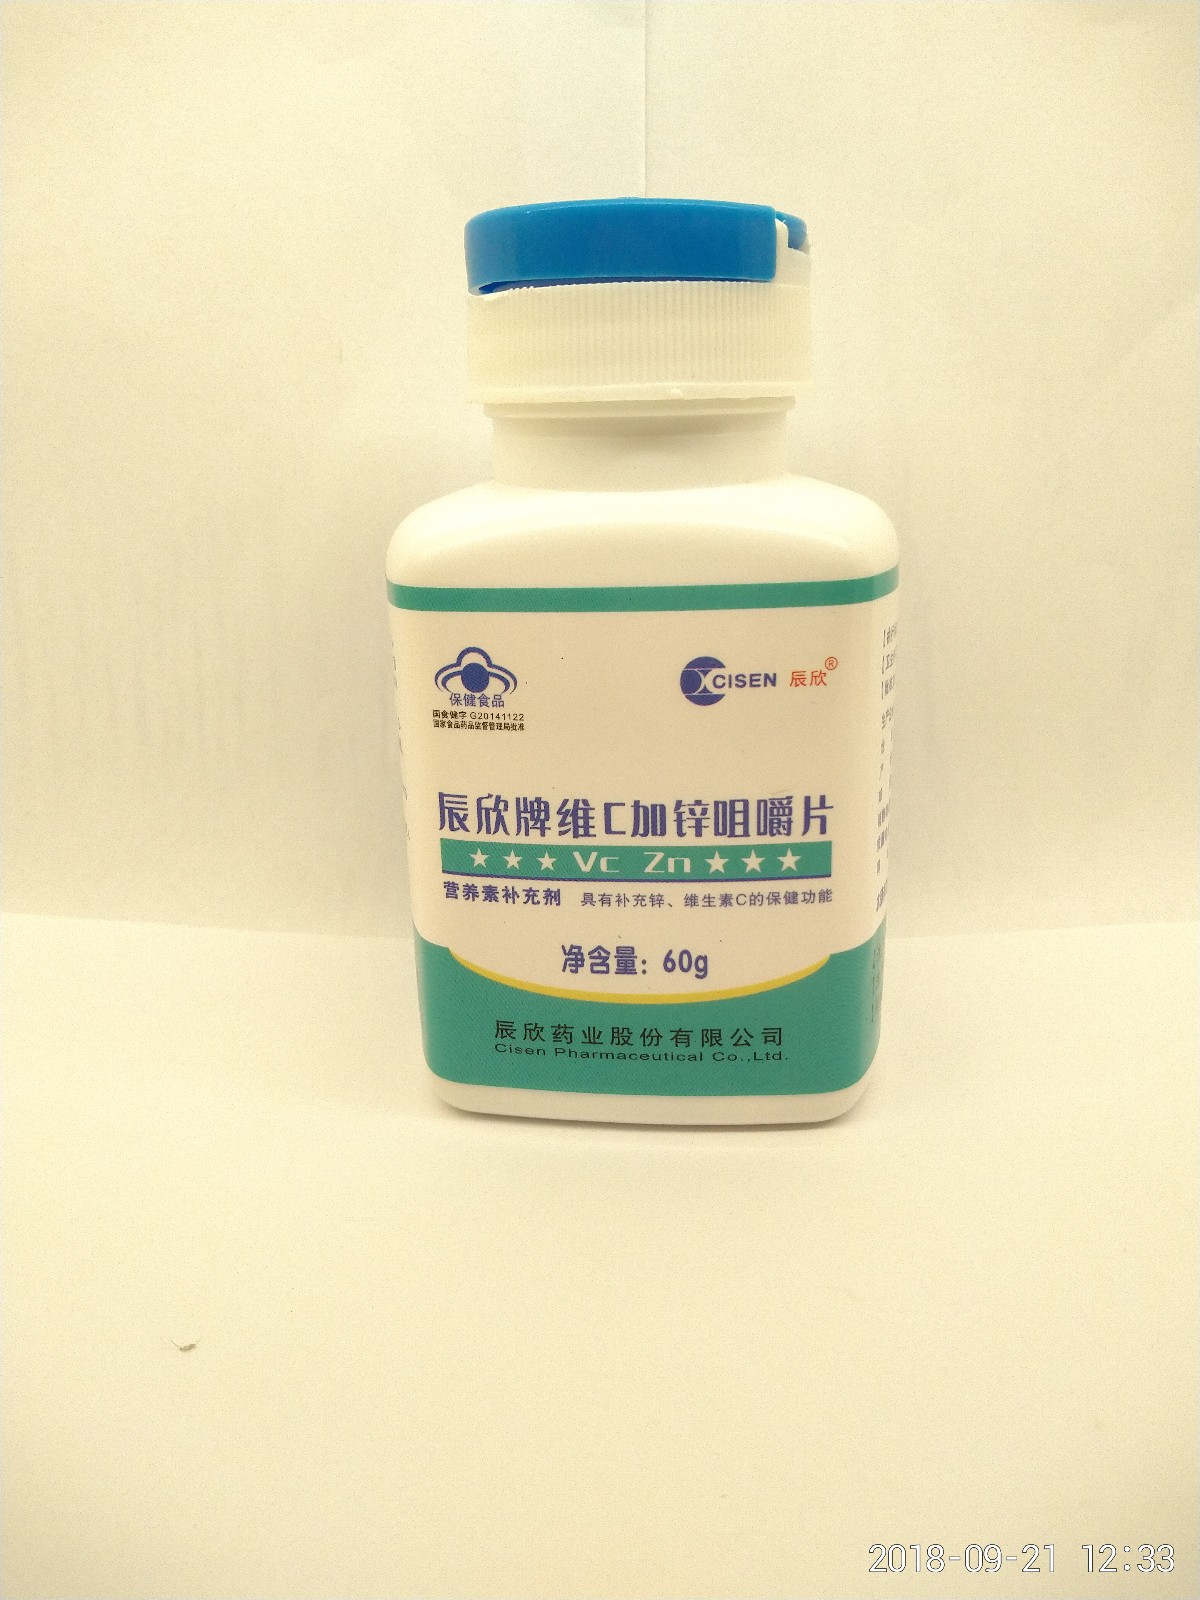 保健食品
国食健字 G20141122
国家食品药品监督管理局批准
CISEN 辰欣®
辰欣牌维C加锌咀嚼片
★★★Vc Zn★★★
营养素补充剂 具有补充锌、维生素C的保健功能
净含量：60g
辰欣药业股份有限公司
Cisen Pharmaceutical Co.,Ltd.
2018-09-21 12:33